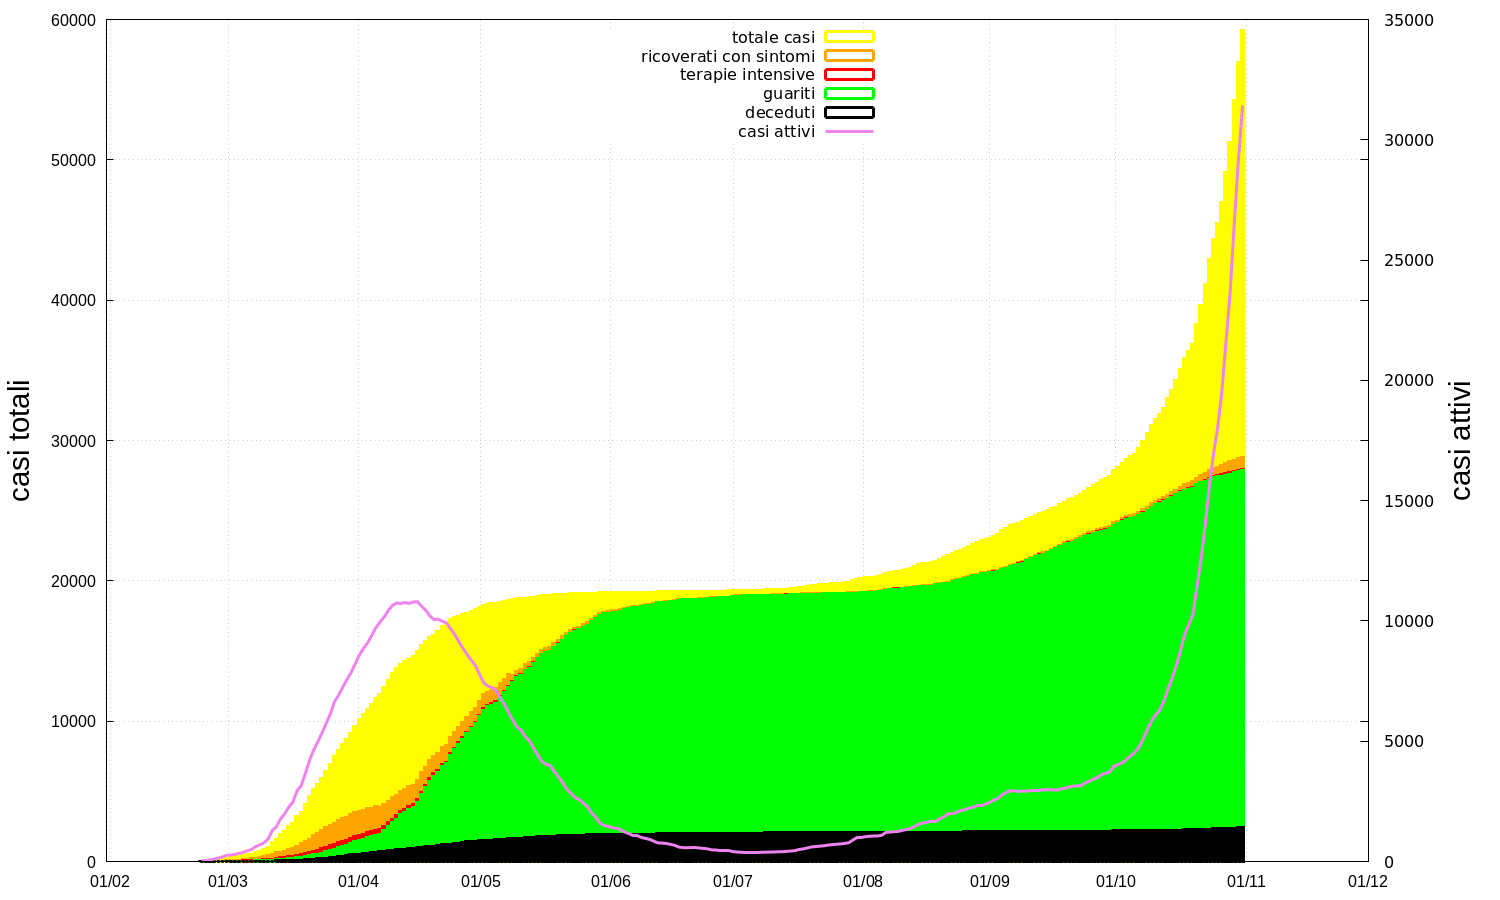 totale casi
ricoverati con sintomi
terapie intensive
guariti
deceduti
casi attivi
casi totali
60000
50000
40000
30000
20000
10000
0
35000
30000
25000
20000
15000
10000
5000
0
casi attivi
01/02 01/03 01/04 01/05 01/06 01/07 01/08 01/09 01/10 01/11 01/12